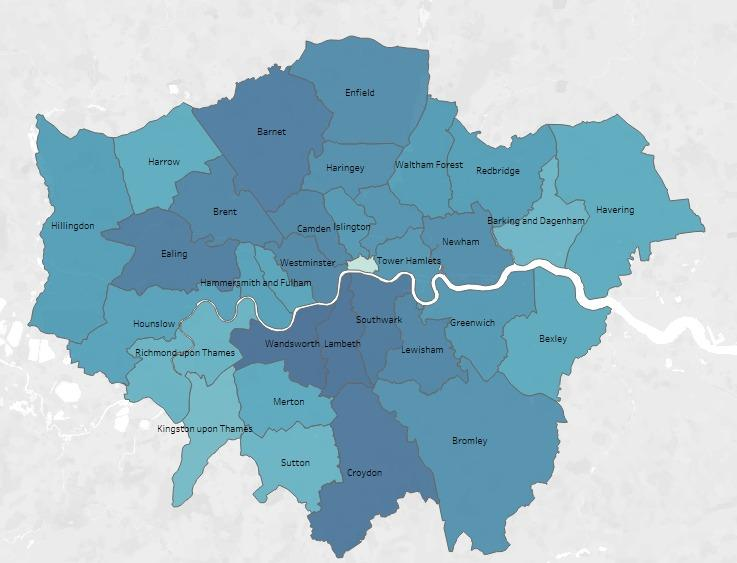 Enfield
Barnet
Harrow
Haringey
Waltham Forest
Redbridge
Brent
Havering
Hillingdon
Camden
Islington
Barking and Dagenham
Ealing
Newham
Westminster
Tower Hamlets
Hammersmith and Fulham
Hounslow
Southwark
Greenwich
Wandsworth
Lambeth
Lewisham
Bexley
Richmond upon Thames
Merton
Kingston upon Thames
Bromley
Sutton
Croydon